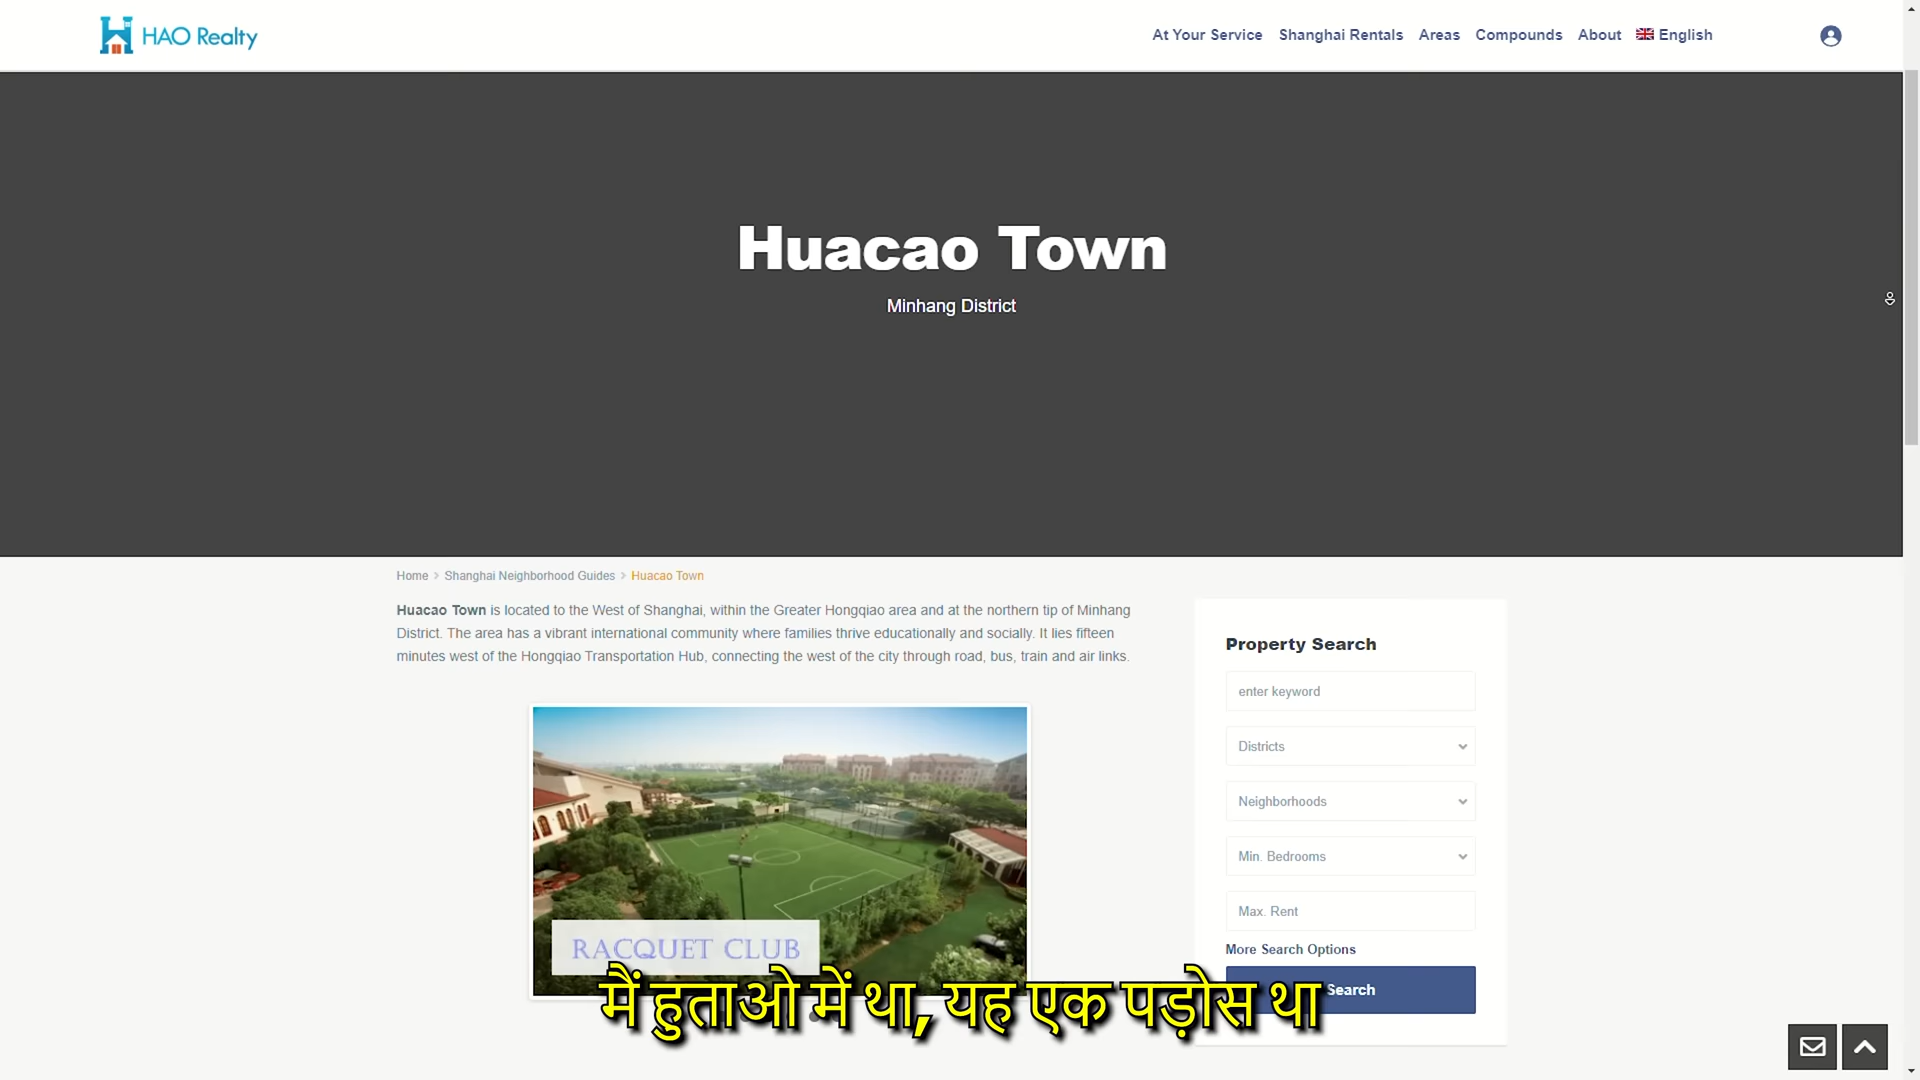 HAO Realty
At Your Service Shanghai Rentals Areas Compounds About English
Huacao Town
Minhang District
Home > Shanghai Neighborhood Guides > Huacao Town
Huacao Town is located to the West of Shanghai, within the Greater Hongqiao area and at the northern tip of Minhang
District. The area has a vibrant international community where families thrive educationally and socially. It lies fifteen
minutes west of the Hongqiao Transportation Hub, connecting the west of the city through road, bus, train and air links.
RACQUET CLUB
Property Search
enter keyword
Districts
Neighborhoods
Min. Bedrooms
Max. Rent
More Search Options
Search
मैं हुताओ में था, यह एक पड़ोस था